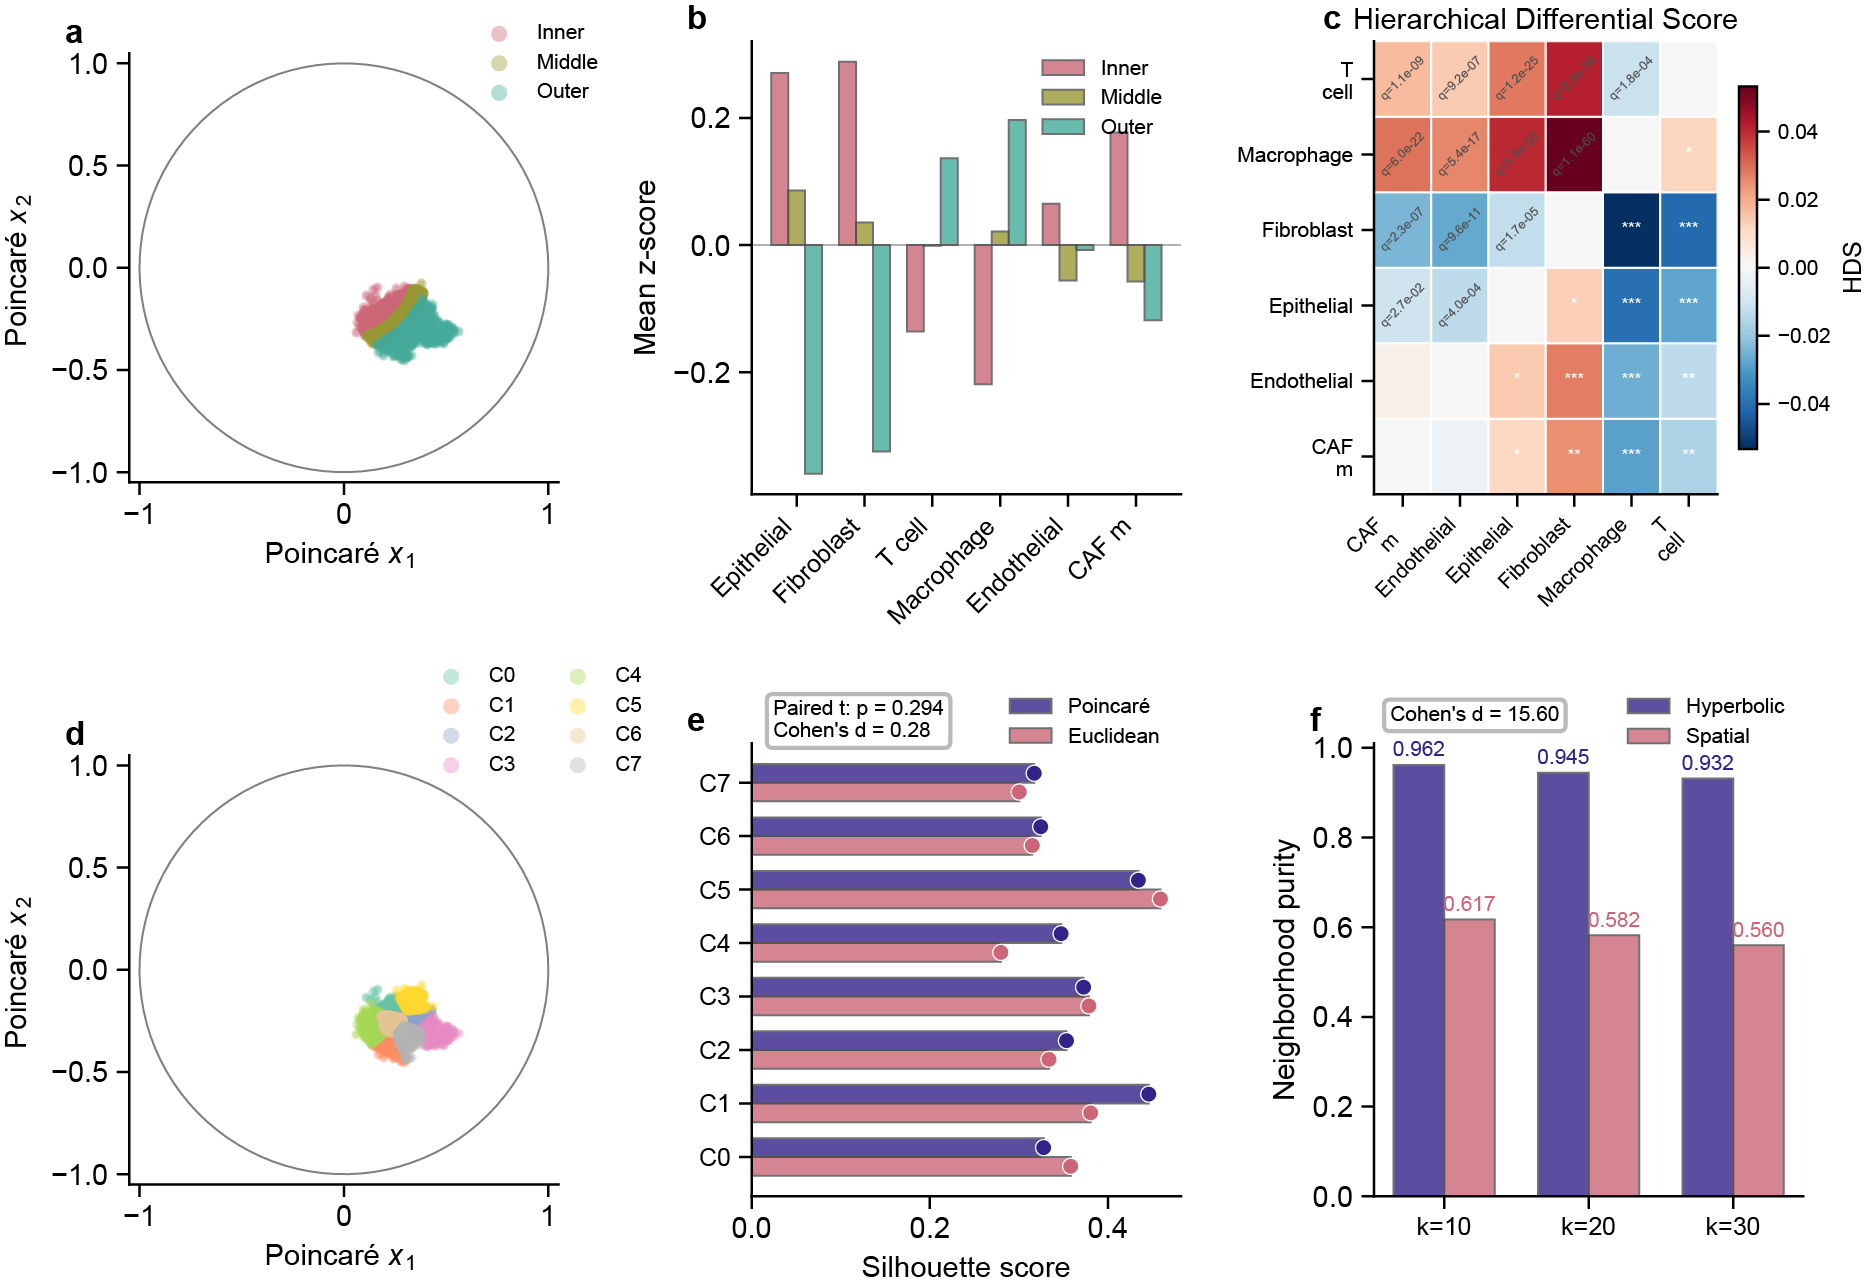 a
Inner
Middle
Outer
1.0
0.5
0.0
−0.5
−1.0
Poincaré x2
−1
0
1
Poincaré x1
b
Inner
Middle
Outer
0.2
0.0
−0.2
Mean z-score
Epithelial
Fibroblast
T cell
Macrophage
Endothelial
CAF m
c Hierarchical Differential Score
T
cell
q=1.1e-09
q=9.2e-07
q=1.2e-25
q=1.8e-04
Macrophage
q=6.0e-22
q=5.4e-17
q=1.1e-60
*
Fibroblast
q=2.3e-07
q=9.6e-11
q=1.7e-05
***
***
Epithelial
q=2.7e-02
q=4.0e-04
*
***
***
Endothelial
*
***
***
**
CAF
m
*
**
***
**
CAF
m
Endothelial
Epithelial
Fibroblast
Macrophage
T
cell
0.04
0.02
0.00
−0.02
−0.04
HDS
d
C0
C1
C2
C3
C4
C5
C6
C7
1.0
0.5
0.0
−0.5
−1.0
Poincaré x2
−1
0
1
Poincaré x1
e
Paired t: p = 0.294
Cohen's d = 0.28
Poincaré
Euclidean
C7
C6
C5
C4
C3
C2
C1
C0
0.0
0.2
0.4
Silhouette score
f
Cohen's d = 15.60
Hyperbolic
Spatial
1.0
0.8
0.6
0.4
0.2
0.0
Neighborhood purity
0.962
0.617
0.945
0.582
0.932
0.560
k=10
k=20
k=30